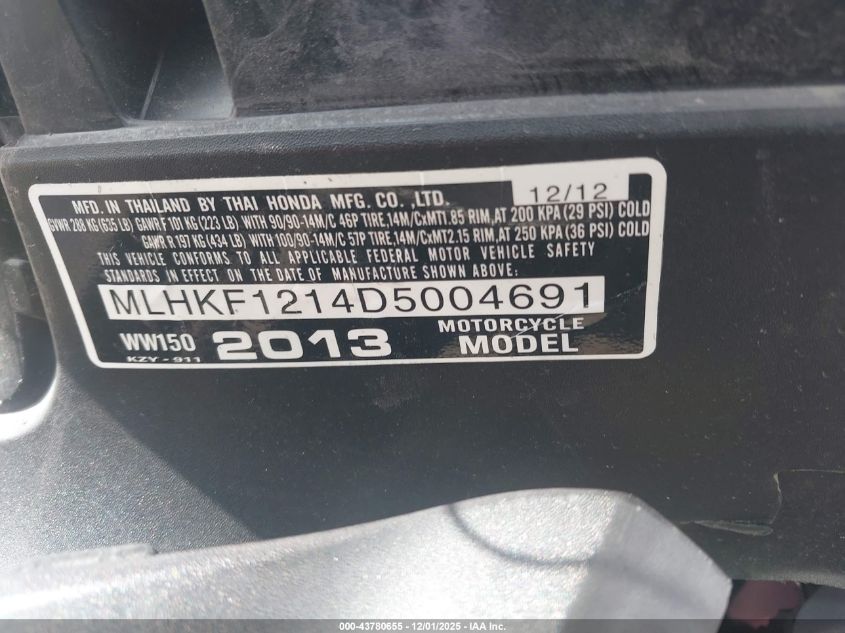 MFD. IN THAILAND BY THAI HONDA MFG. CO.,LTD. 12/12
GVWR 288 KG (635 LB) GAWR F 101 KG (223 LB) WITH 90/90-14M/C 46P TIRE,14M/CxMT1.85 RIM,AT 200 KPA (29 PSI) COLD
GAWR R 197 KG (434 LB) WITH 100/90-14M/C 57P TIRE,14M/CxMT2.15 RIM,AT 250 KPA (36 PSI) COLD
THIS VEHICLE CONFORMS TO ALL APPLICABLE FEDERAL MOTOR VEHICLE SAFETY
STANDARDS IN EFFECT ON THE DATE OF MANUFACTURE SHOWN ABOVE:
MLHKF1214D5004691
WW150 2013 MOTORCYCLE
KZY-911 MODEL
000-43780655 - 12/01/2025 - IAA Inc.